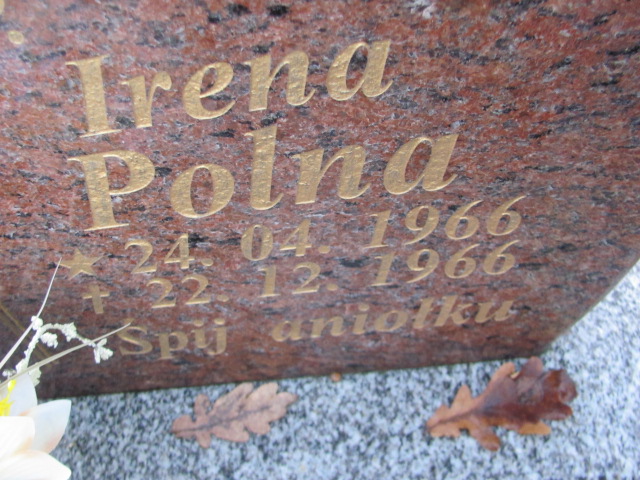 Irena
Polna
* 24. 04. 1966
† 22. 12. 1966
Śpij aniołku